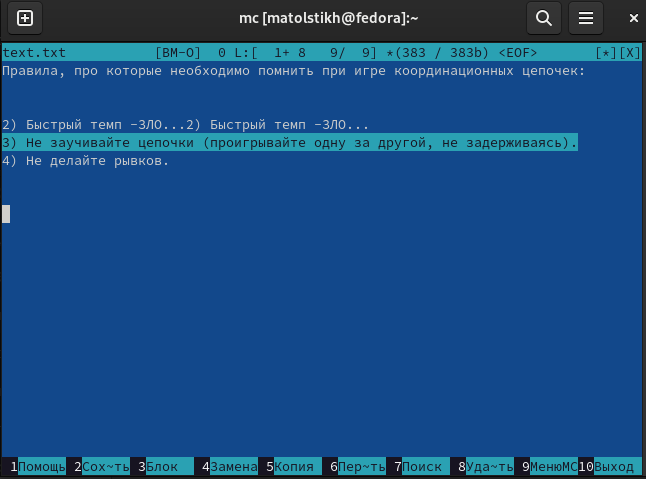 mc [matolstikh@fedora]:~
text.txt [BM-O] 0 L:[ 1+ 8 9/ 9] *(383 / 383b) <EOF> [*][X]
Правила, про которые необходимо помнить при игре координационных цепочек:
2) Быстрый темп -ЗЛО...2) Быстрый темп -ЗЛО...
3) Не заучивайте цепочки (проигрывайте одну за другой, не задерживаясь).
4) Не делайте рывков.
1Помощь 2Сох~ть 3Блок 4Замена 5Копия 6Пер~ть 7Поиск 8Уда~ть 9МенюMC 10Выход